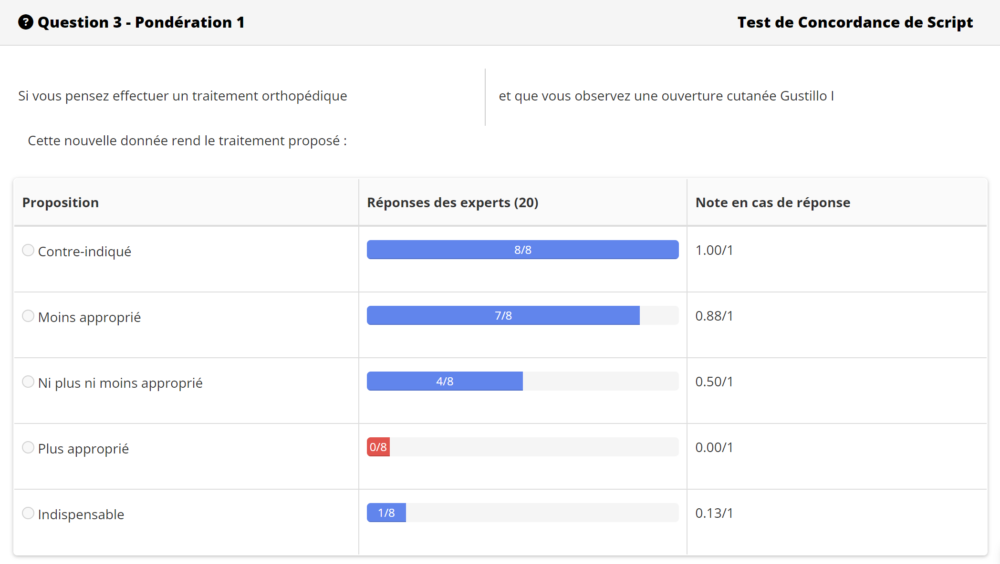 Question 3 - Pondération 1
Test de Concordance de Script
Si vous pensez effectuer un traitement orthopédique
et que vous observez une ouverture cutanée Gustillo I
Cette nouvelle donnée rend le traitement proposé :
Proposition
Réponses des experts (20)
Note en cas de réponse
Contre-indiqué
8/8
1.00/1
Moins approprié
7/8
0.88/1
Ni plus ni moins approprié
4/8
0.50/1
Plus approprié
0/8
0.00/1
Indispensable
1/8
0.13/1